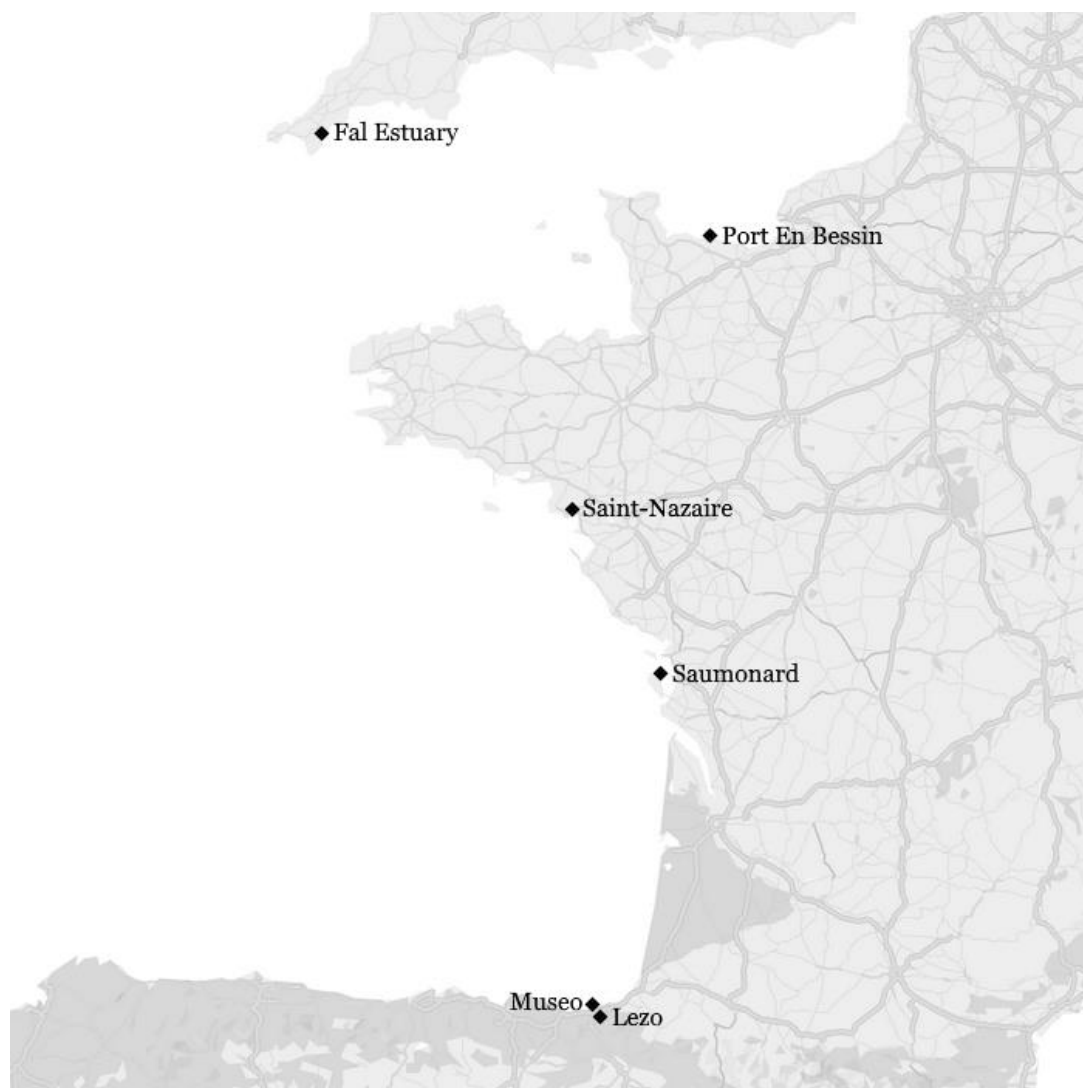 Fal Estuary
Port En Bessin
Saint-Nazaire
Saumonard
Museo
Lezo